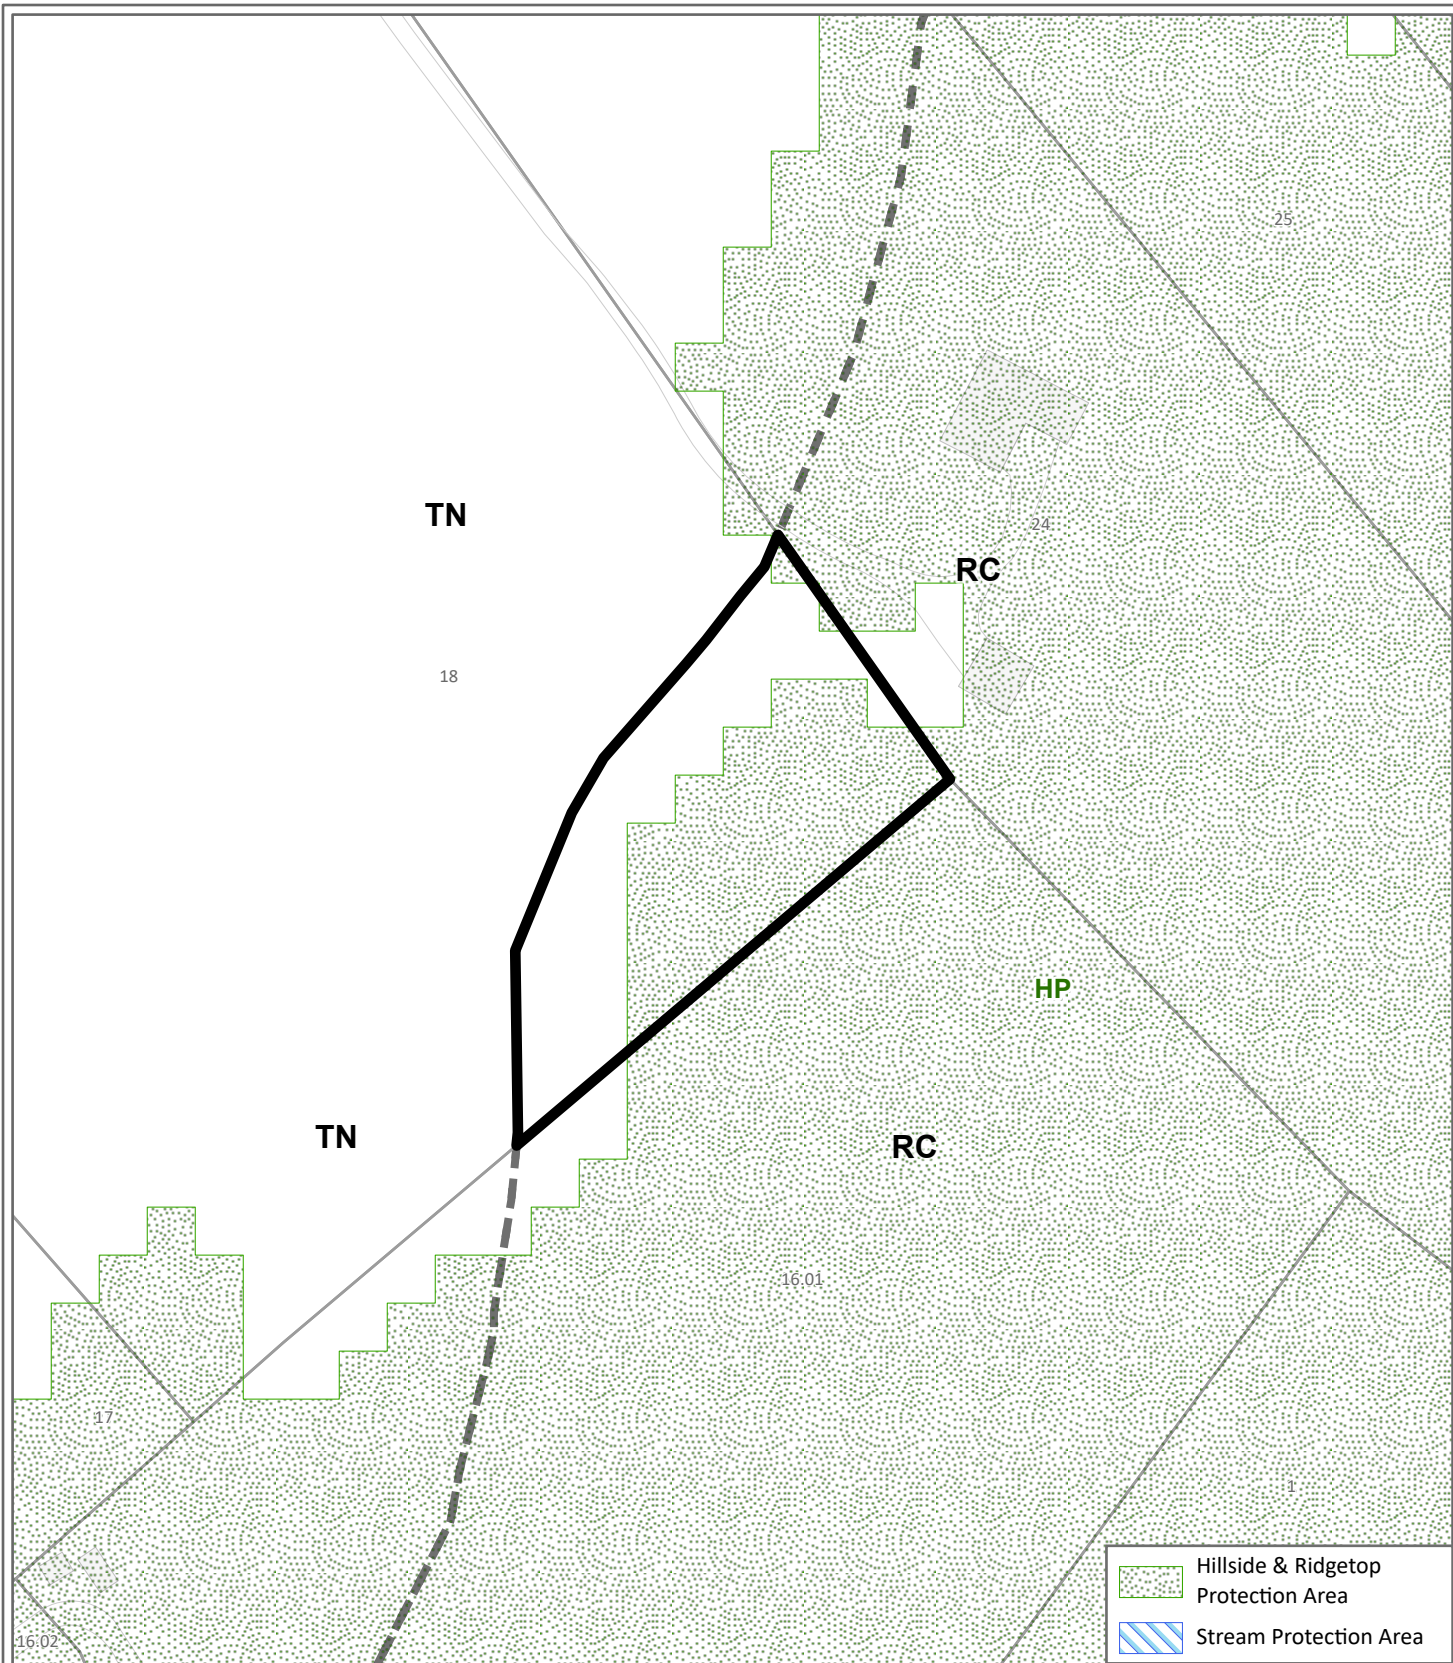 25
TN
24
RC
18
HP
TN
RC
16.01
17
1
Hillside & Ridgetop
Protection Area
Stream Protection Area
16.02